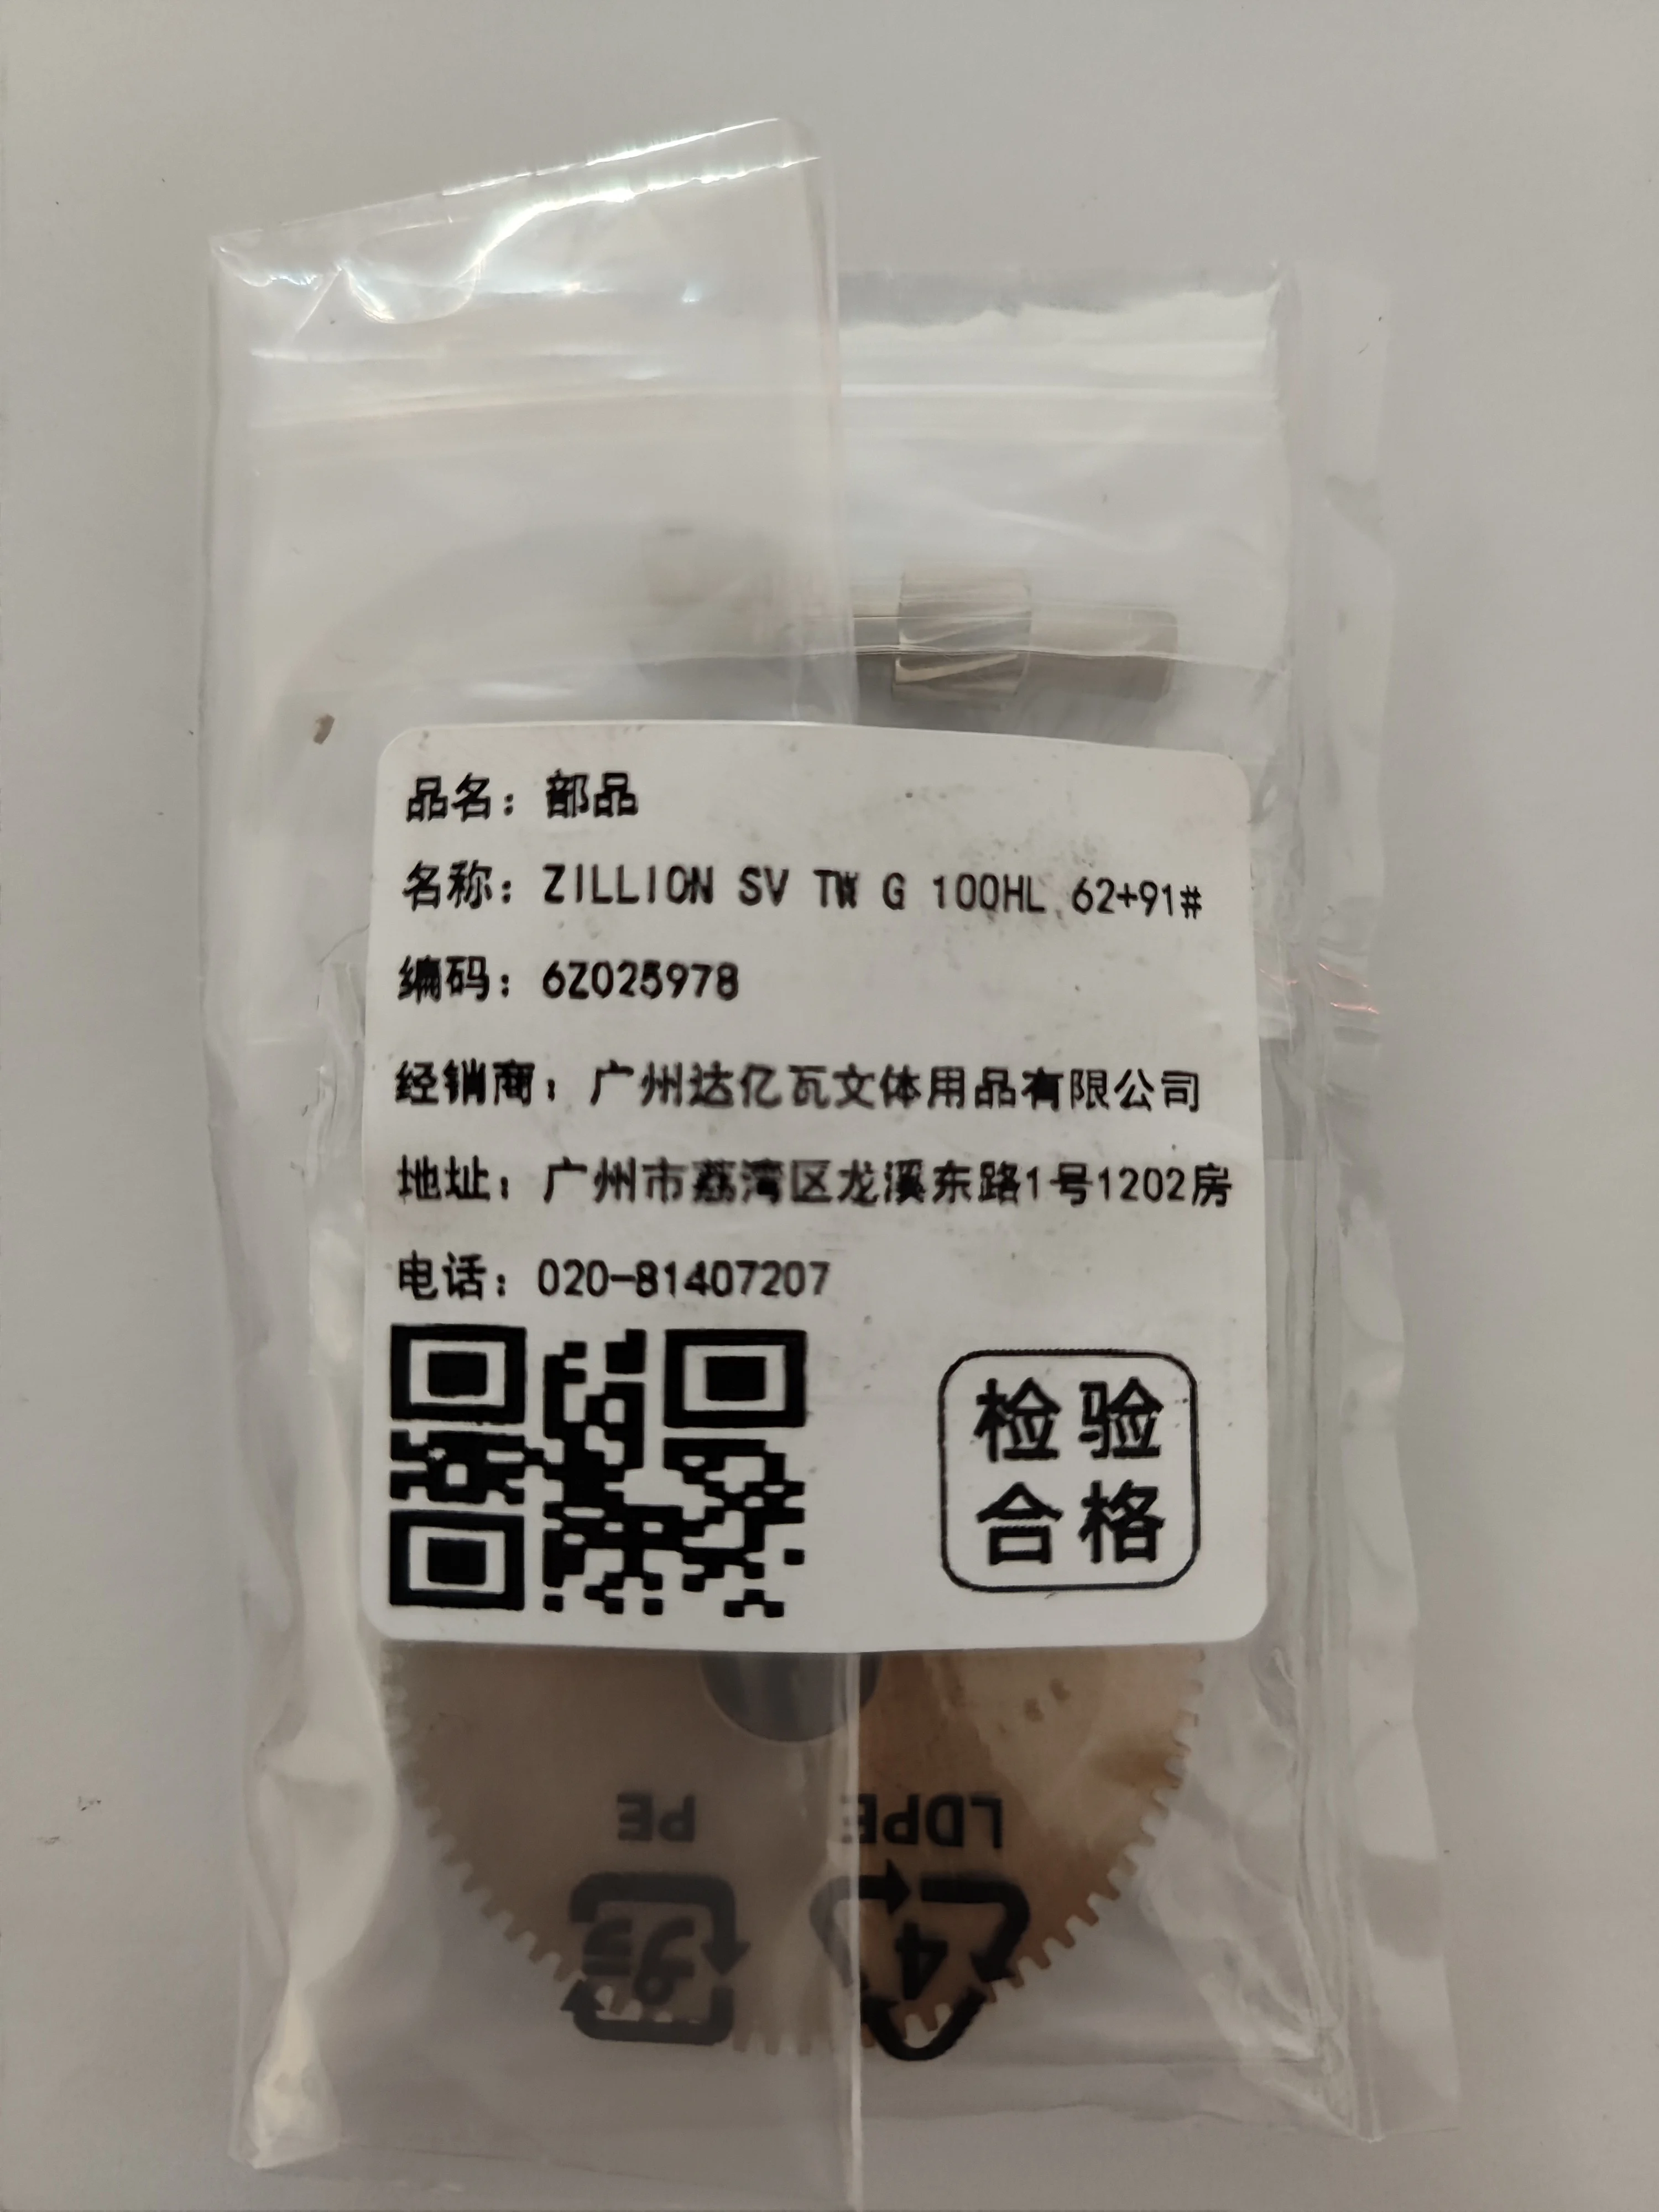 品名：部品
名称：ZILLION SV TW G 100HL 62+91#
编码：6Z025978
经销商：广州达亿瓦文体用品有限公司
地址：广州市荔湾区龙溪东路1号1202房
电话：020-81407207
检验
合格
PE
LDPE
4